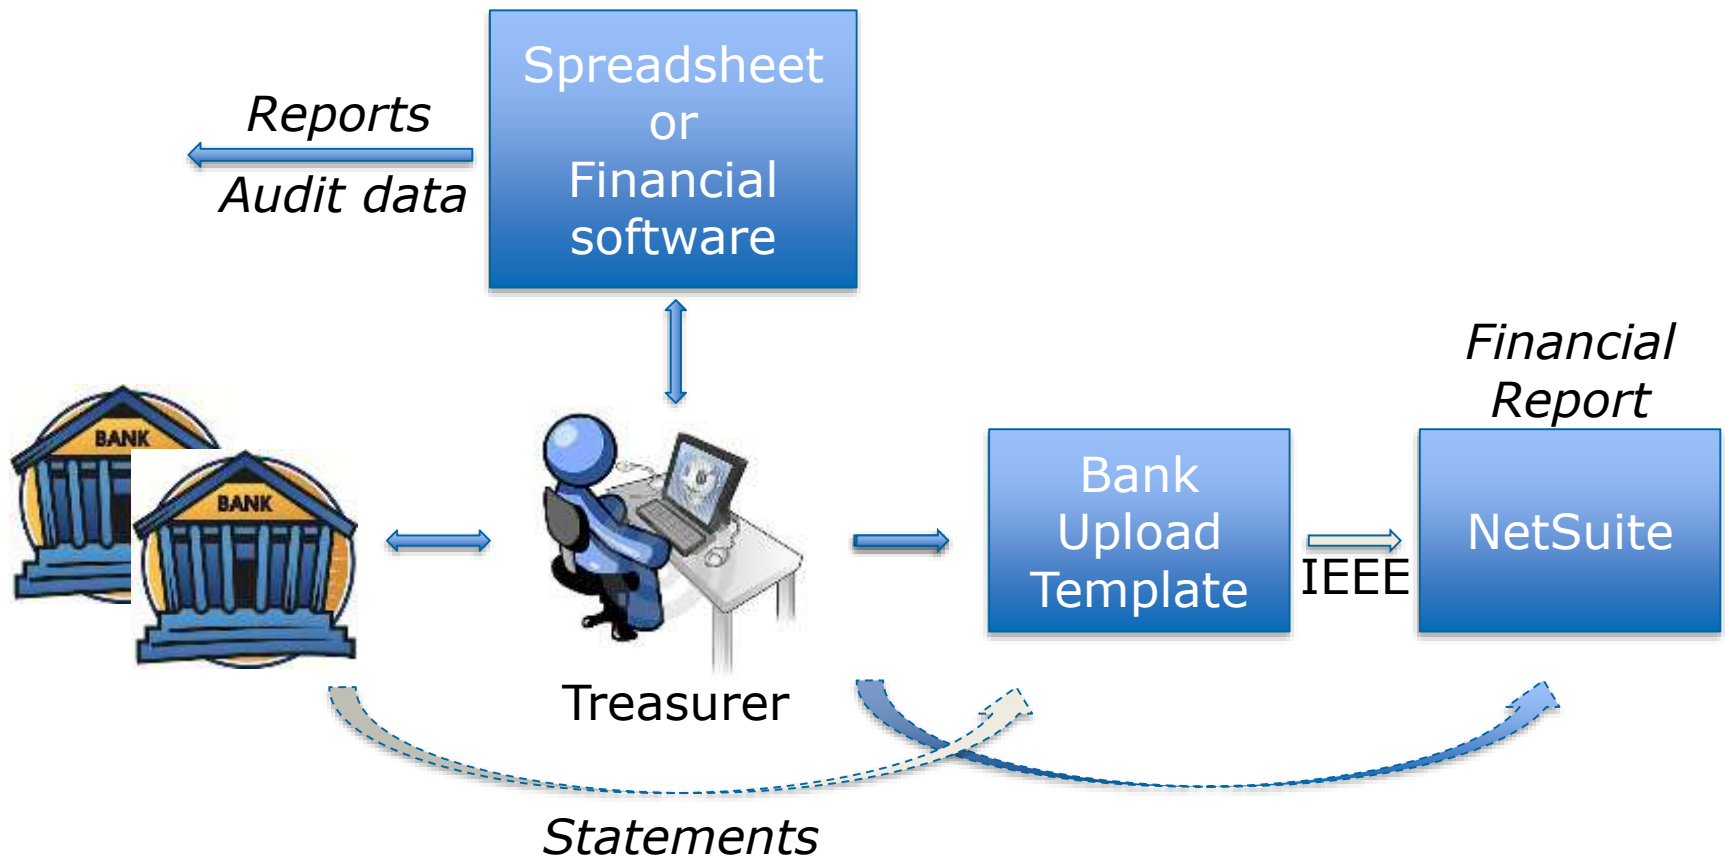 Spreadsheet
or
Financial
software
Reports
Audit data
Financial
Report
BANK
BANK
Bank
Upload
Template
IEEE
NetSuite
Treasurer
Statements